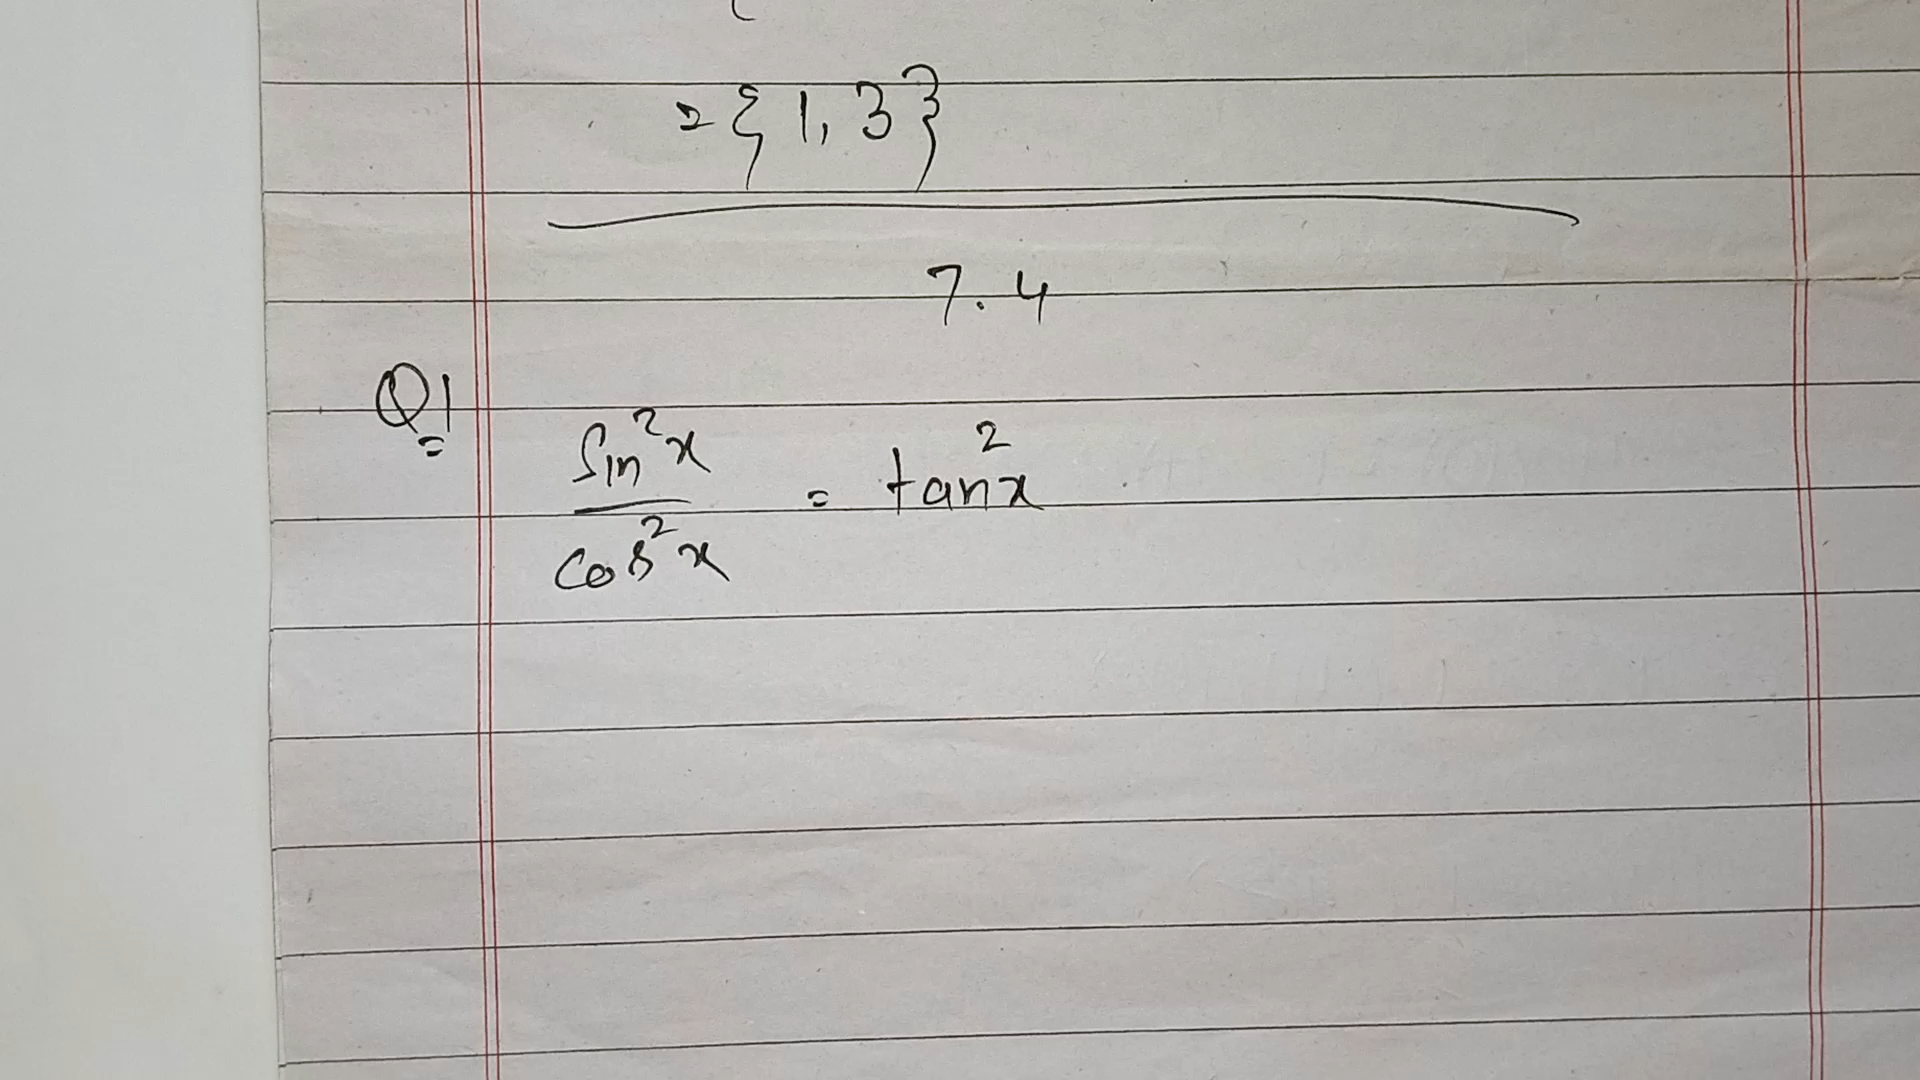 = { 1, 3 }
7.4
Q1
sin²x / cos²x = tan²x